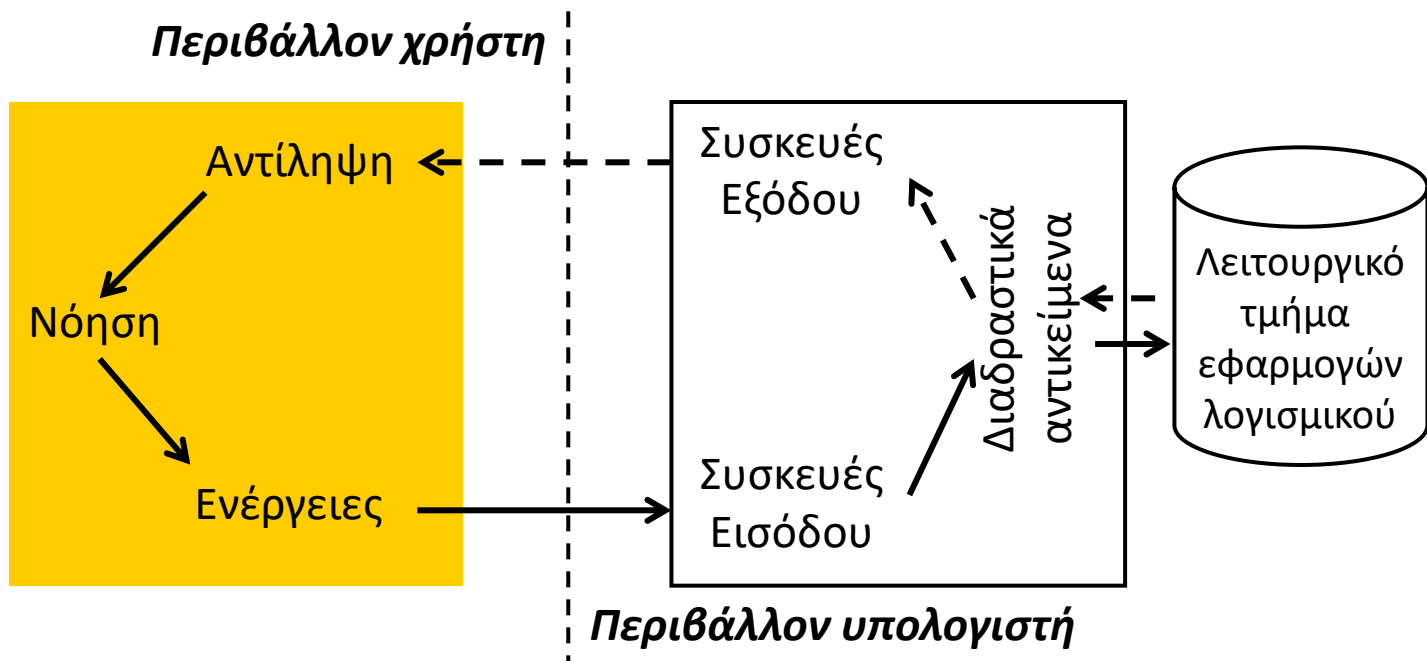 Περιβάλλον χρήστη
Αντίληψη
Νόηση
Ενέργειες
Συσκευές
Εξόδου
Διαδραστικά
αντικείμενα
Συσκευές
Εισόδου
Λειτουργικό
τμήμα
εφαρμογών
λογισμικού
Περιβάλλον υπολογιστή